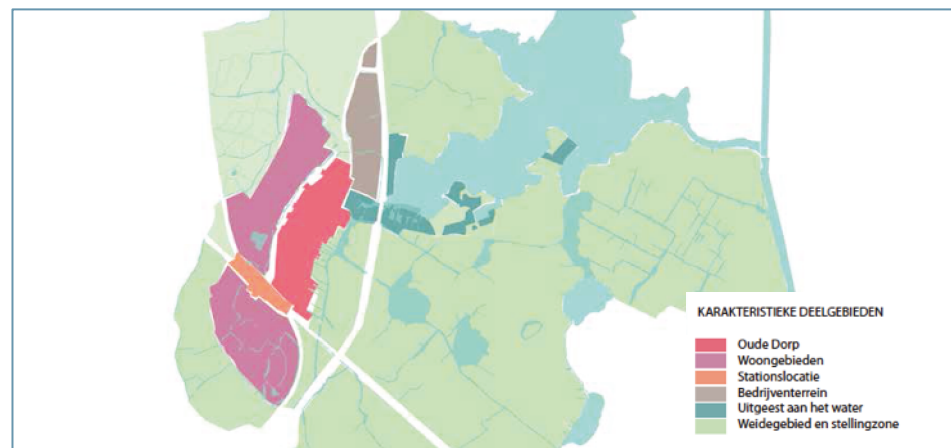 KARAKTERISTIEKE DEELGEBIEDEN
Oude Dorp
Woongebieden
Stationslocatie
Bedrijventerrein
Uitgeest aan het water
Weidegebied en stellingzone